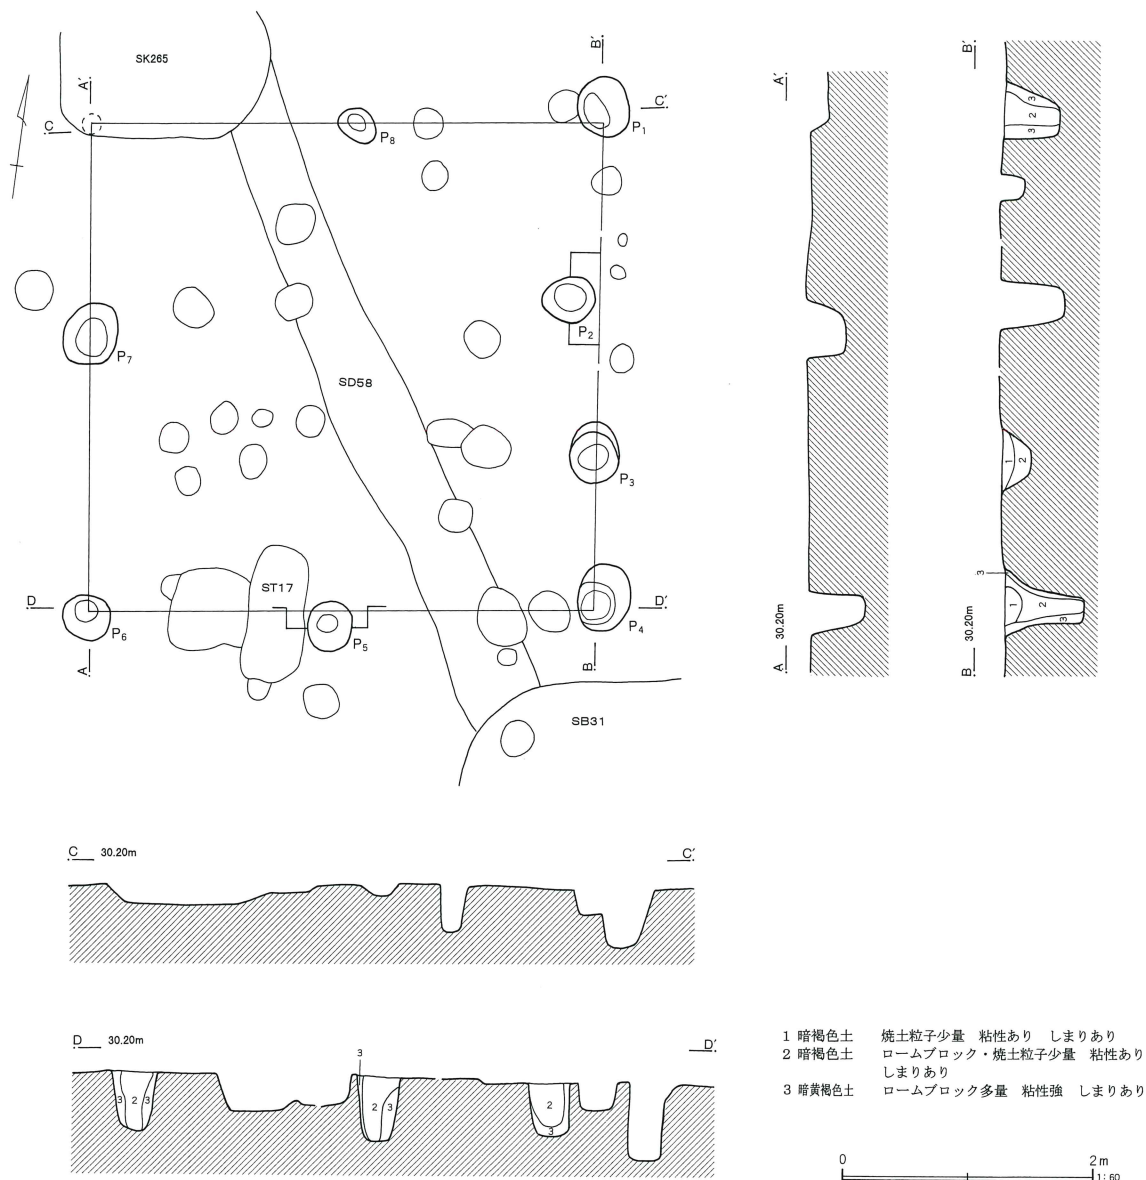 SK265
A′
B′
C
C′
P8
P1
P2
P7
SD58
P3
ST17
D
D′
P6
P5
P4
A
B
SB31
A′
A 30.20m
B′
3
2
3
1
2
3
1
2
3
B 30.20m
C 30.20m
C′
D 30.20m
D′
3
3 2 3
2 3
2
3
1 暗褐色土 焼土粒子少量 粘性あり しまりあり
2 暗褐色土 ロームブロック・焼土粒子少量 粘性あり
しまりあり
3 暗黄褐色土 ロームブロック多量 粘性強 しまりあり
0 2m
1:60